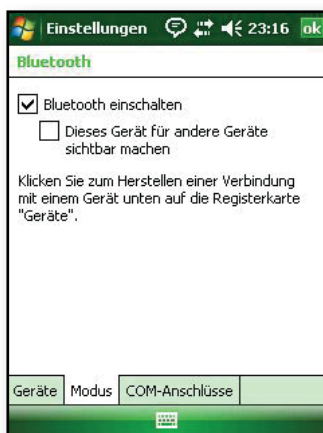 Einstellungen 23:16 ok
Bluetooth
Bluetooth einschalten
Dieses Gerät für andere Geräte
sichtbar machen
Klicken Sie zum Herstellen einer Verbindung
mit einem Gerät unten auf die Registerkarte
"Geräte".
Geräte Modus COM-Anschlüsse